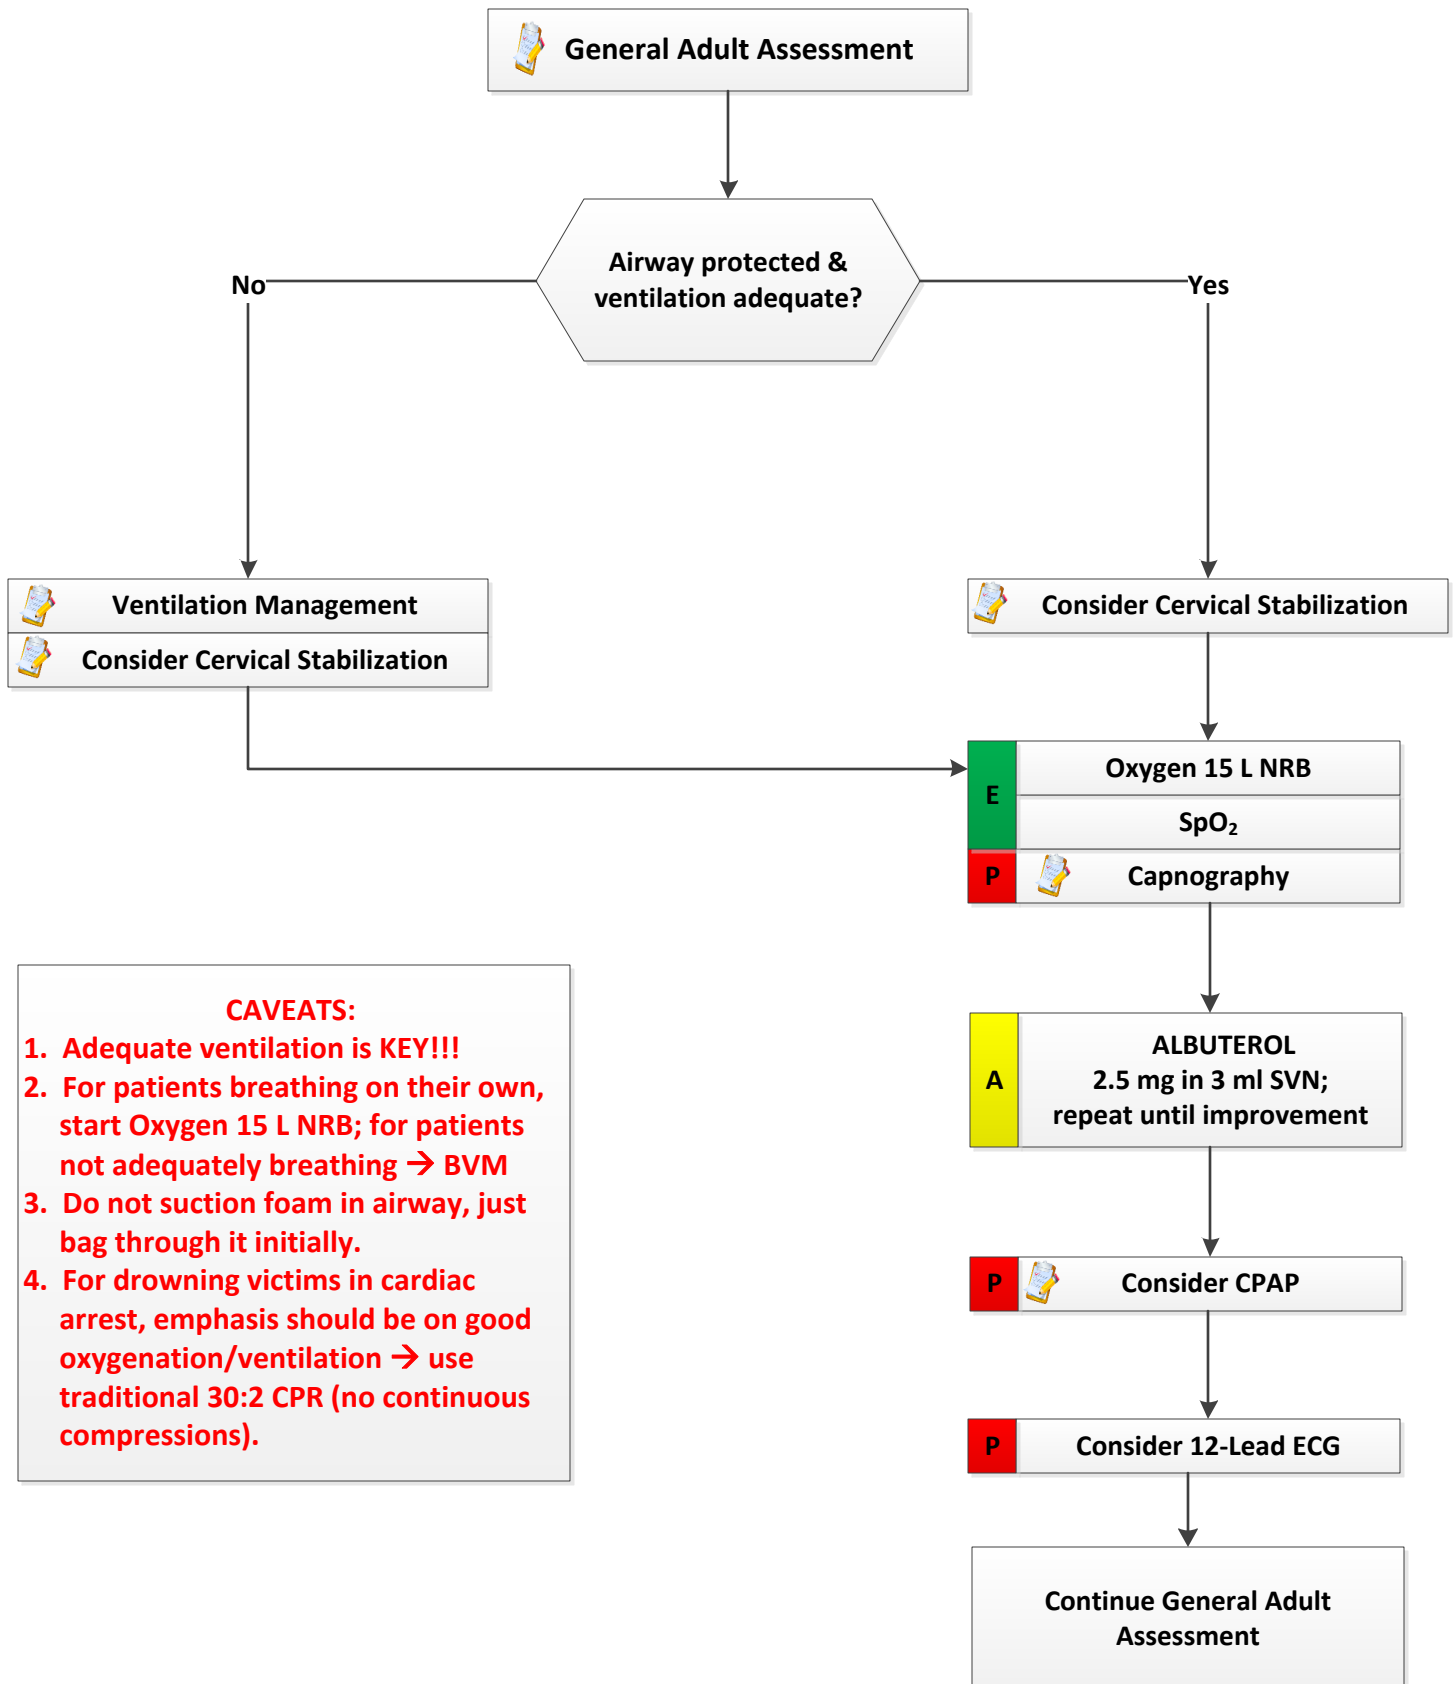 General Adult Assessment
Airway protected &
ventilation adequate?
No
Yes
Ventilation Management
Consider Cervical Stabilization
Consider Cervical Stabilization
E
Oxygen 15 L NRB
SpO₂
P
Capnography
A
ALBUTEROL
2.5 mg in 3 ml SVN;
repeat until improvement
P
Consider CPAP
P
Consider 12-Lead ECG
Continue General Adult
Assessment
CAVEATS:
1. Adequate ventilation is KEY!!!
2. For patients breathing on their own,
start Oxygen 15 L NRB; for patients
not adequately breathing → BVM
3. Do not suction foam in airway, just
bag through it initially.
4. For drowning victims in cardiac
arrest, emphasis should be on good
oxygenation/ventilation → use
traditional 30:2 CPR (no continuous
compressions).